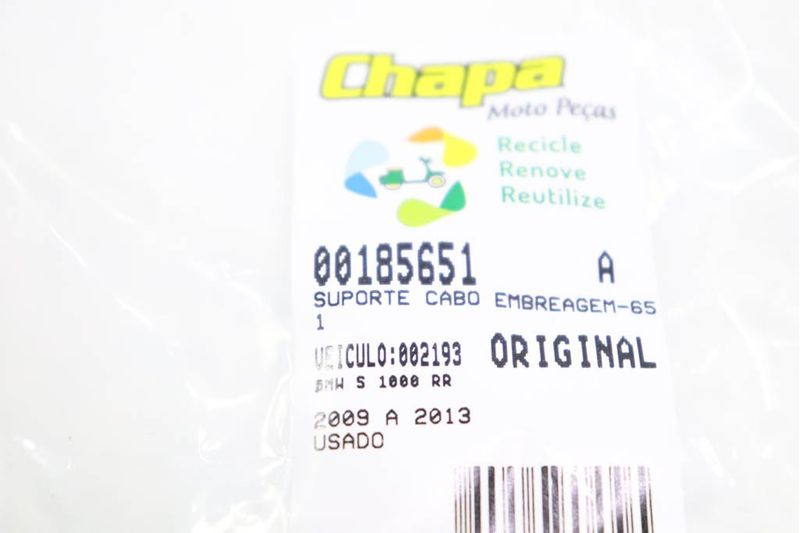 Chapa
Moto Peças
Recicle
Renove
Reutilize
00185651 A
SUPORTE CABO EMBREAGEM-65
1
VEICULO:002193 ORIGINAL
BMW S 1000 RR
2009 A 2013
USADO